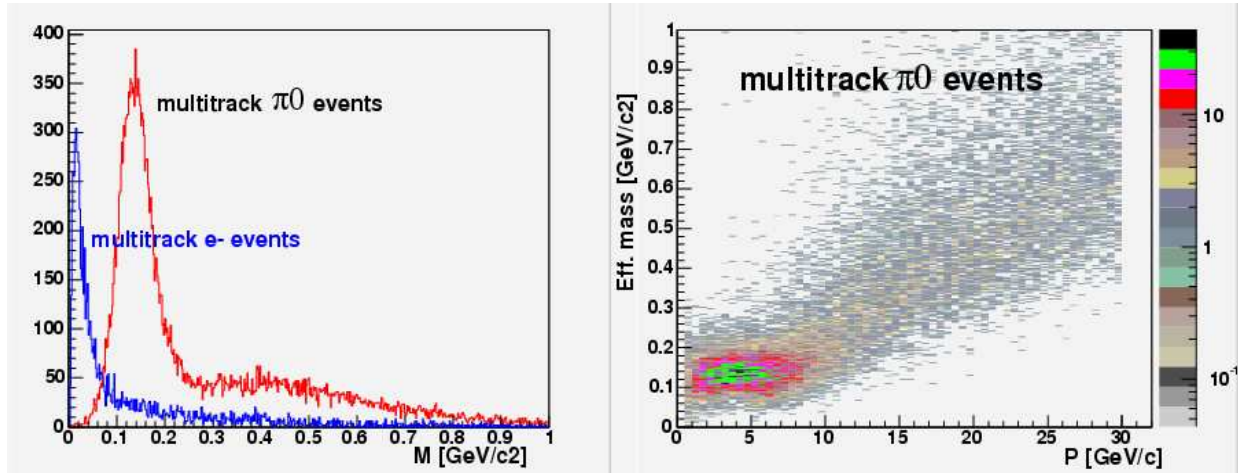 400
350
300
250
200
150
100
50
0
multitrack π0 events
multitrack e- events
0 0.1 0.2 0.3 0.4 0.5 0.6 0.7 0.8 0.9 1
M [GeV/c2]
multitrack π0 events
Eff. mass [GeV/c2]
1
0.9
0.8
0.7
0.6
0.5
0.4
0.3
0.2
0.1
0
0 5 10 15 20 25 30
P [GeV/c]
10
1
10⁻¹